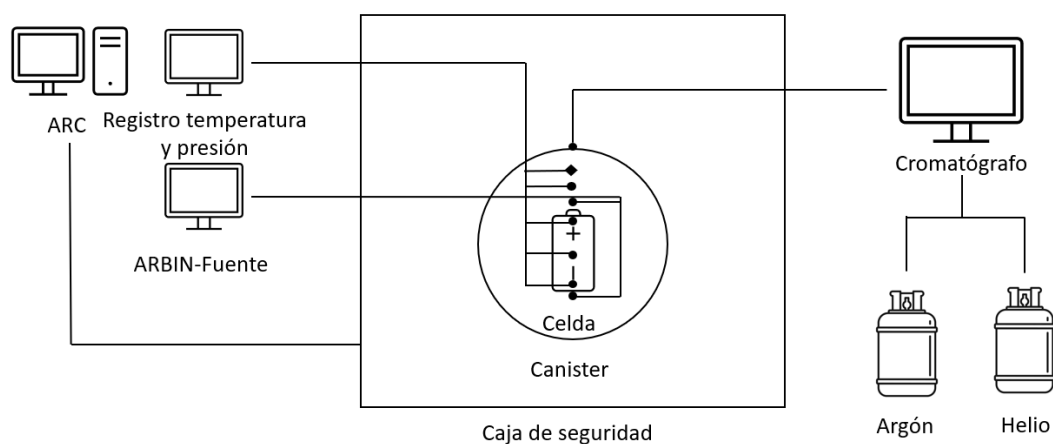 ARC
Registro temperatura
y presión
ARBIN-Fuente
+
Celda
Canister
Caja de seguridad
Cromatógrafo
Argón
Helio